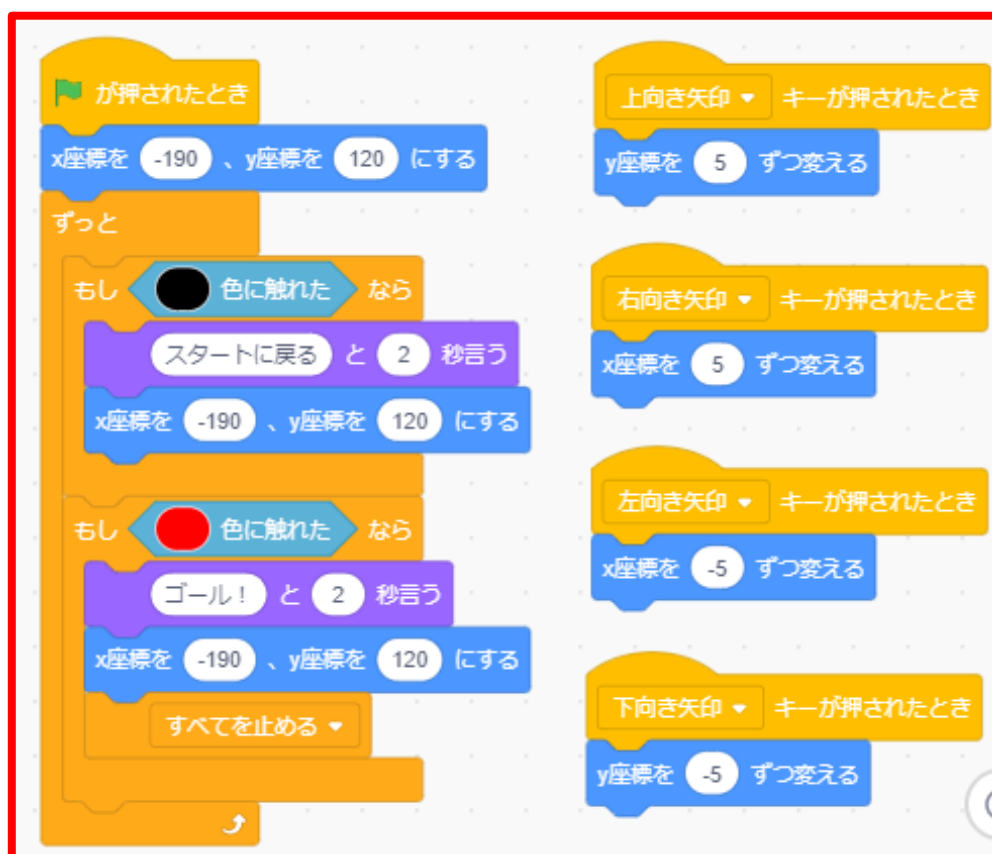 が押されたとき
x座標を -190 、y座標を 120 にする
ずっと
もし 色に触れた なら
スタートに戻る と 2 秒言う
x座標を -190 、y座標を 120 にする
もし 色に触れた なら
ゴール！ と 2 秒言う
x座標を -190 、y座標を 120 にする
すべてを止める
上向き矢印 キーが押されたとき
y座標を 5 ずつ変える
右向き矢印 キーが押されたとき
x座標を 5 ずつ変える
左向き矢印 キーが押されたとき
x座標を -5 ずつ変える
下向き矢印 キーが押されたとき
y座標を -5 ずつ変える